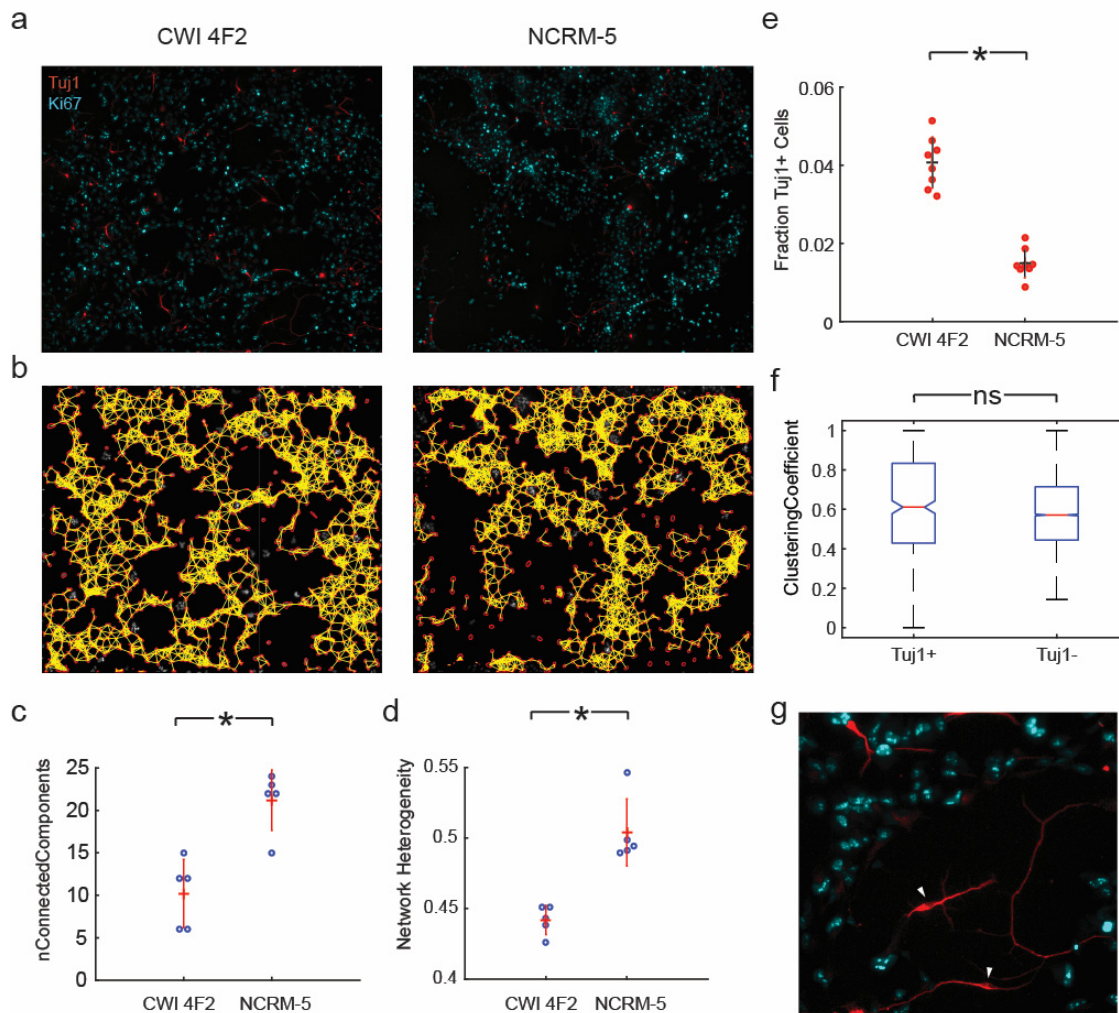 a
CWI 4F2
NCRM-5
Tuj1
Ki67
b
c
*
nConnectedComponents
25
20
15
10
5
0
CWI 4F2
NCRM-5
d
*
Network Heterogeneity
0.55
0.5
0.45
0.4
CWI 4F2
NCRM-5
e
*
Fraction Tuj1+ Cells
0.06
0.04
0.02
0
CWI 4F2
NCRM-5
f
ns
ClusteringCoefficient
1
0.8
0.6
0.4
0.2
0
Tuj1+
Tuj1-
g